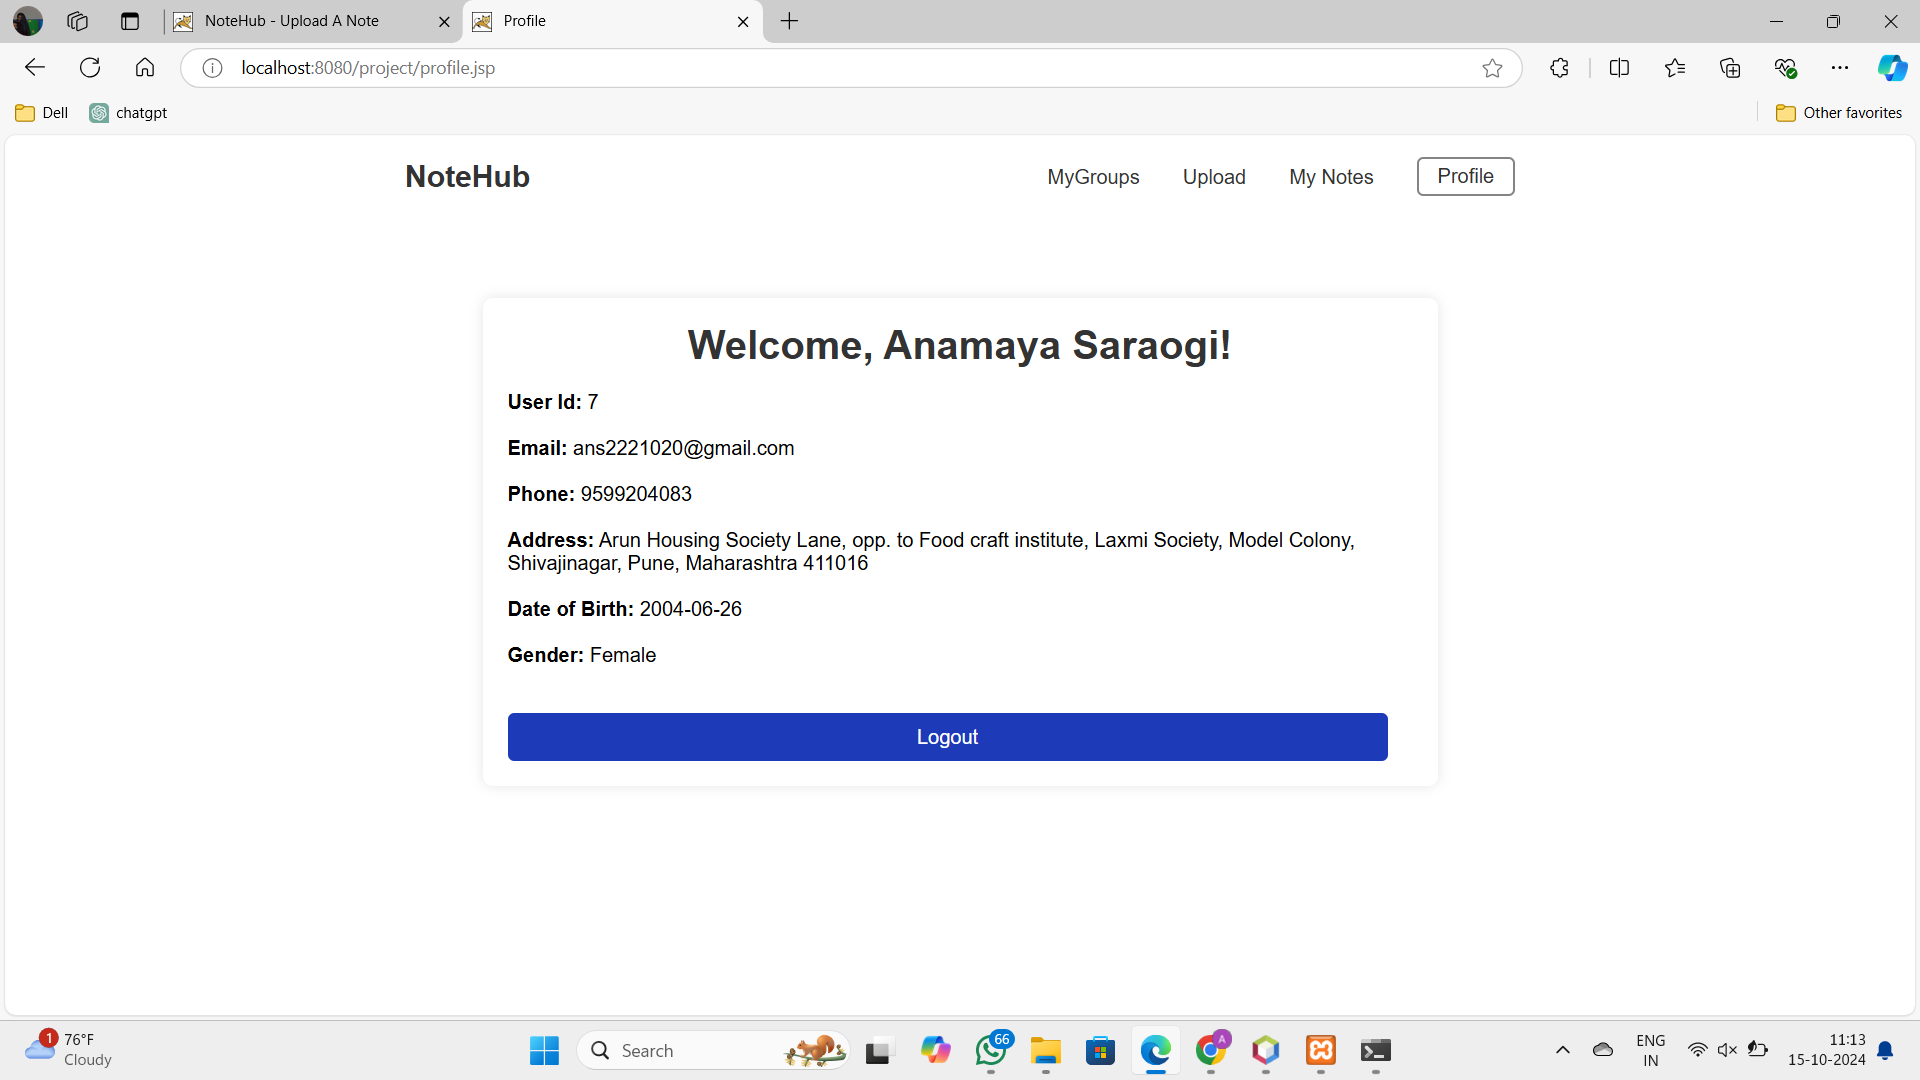 NoteHub - Upload A Note
Profile
localhost:8080/project/profile.jsp
Dell
chatgpt
Other favorites
NoteHub
MyGroups
Upload
My Notes
Profile
Welcome, Anamaya Saraogi!
User Id: 7
Email: ans2221020@gmail.com
Phone: 9599204083
Address: Arun Housing Society Lane, opp. to Food craft institute, Laxmi Society, Model Colony,
Shivajinagar, Pune, Maharashtra 411016
Date of Birth: 2004-06-26
Gender: Female
Logout
1
76°F
Cloudy
Search
66
A
ENG
IN
11:13
15-10-2024